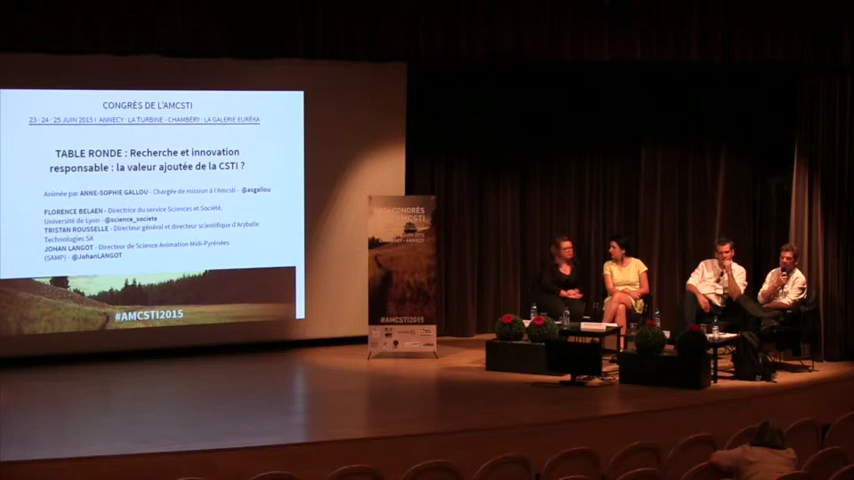 CONGRÈS DE L'AMCSTI
23 - 24 - 25 JUIN 2015 I ANNECY - LA TURBINE - CHAMBÉRY - LA GALERIE EURÊKA
TABLE RONDE : Recherche et innovation
responsable : la valeur ajoutée de la CSTI ?
Animée par ANNE-SOPHIE GALLOU - Chargée de mission à l'Amcsti - @asgallou
FLORENCE BELAEN - Directrice du service Sciences et Société,
Université de Lyon - @science_societe
TRISTAN ROUSSELLE - Directeur général et directeur scientifique d'Aryballe
Technologies SA
JOHAN LANGOT - Directeur de Science Animation Midi-Pyrénées
(SAMP) - @JohanLANGOT
#AMCSTI2015
CONGRÈS
#AMCSTI2015